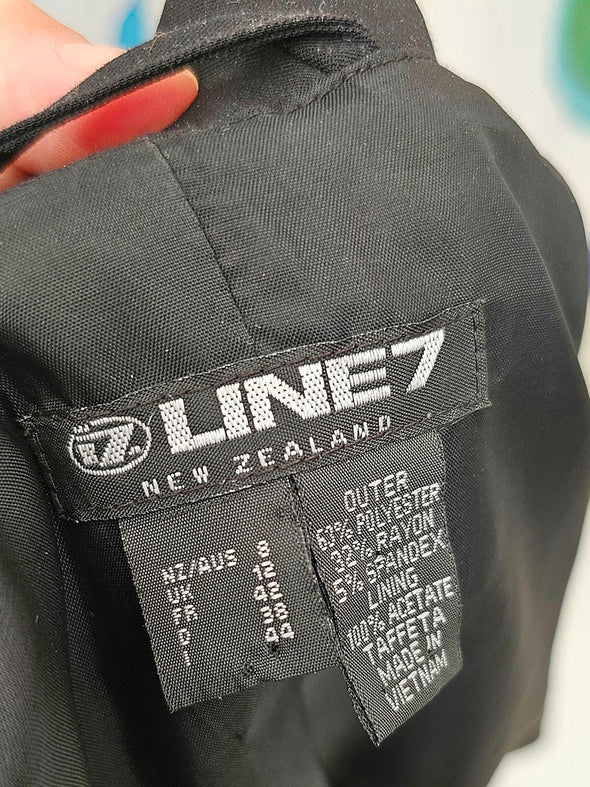 LINE7
NEW ZEALAND
NZ/AUS 8
UK 12
FR 42
D 38
I 44
OUTER
63% POLYESTER
32% RAYON
5% SPANDEX
LINING
100% ACETATE
TAFFETA
MADE IN
VIETNAM